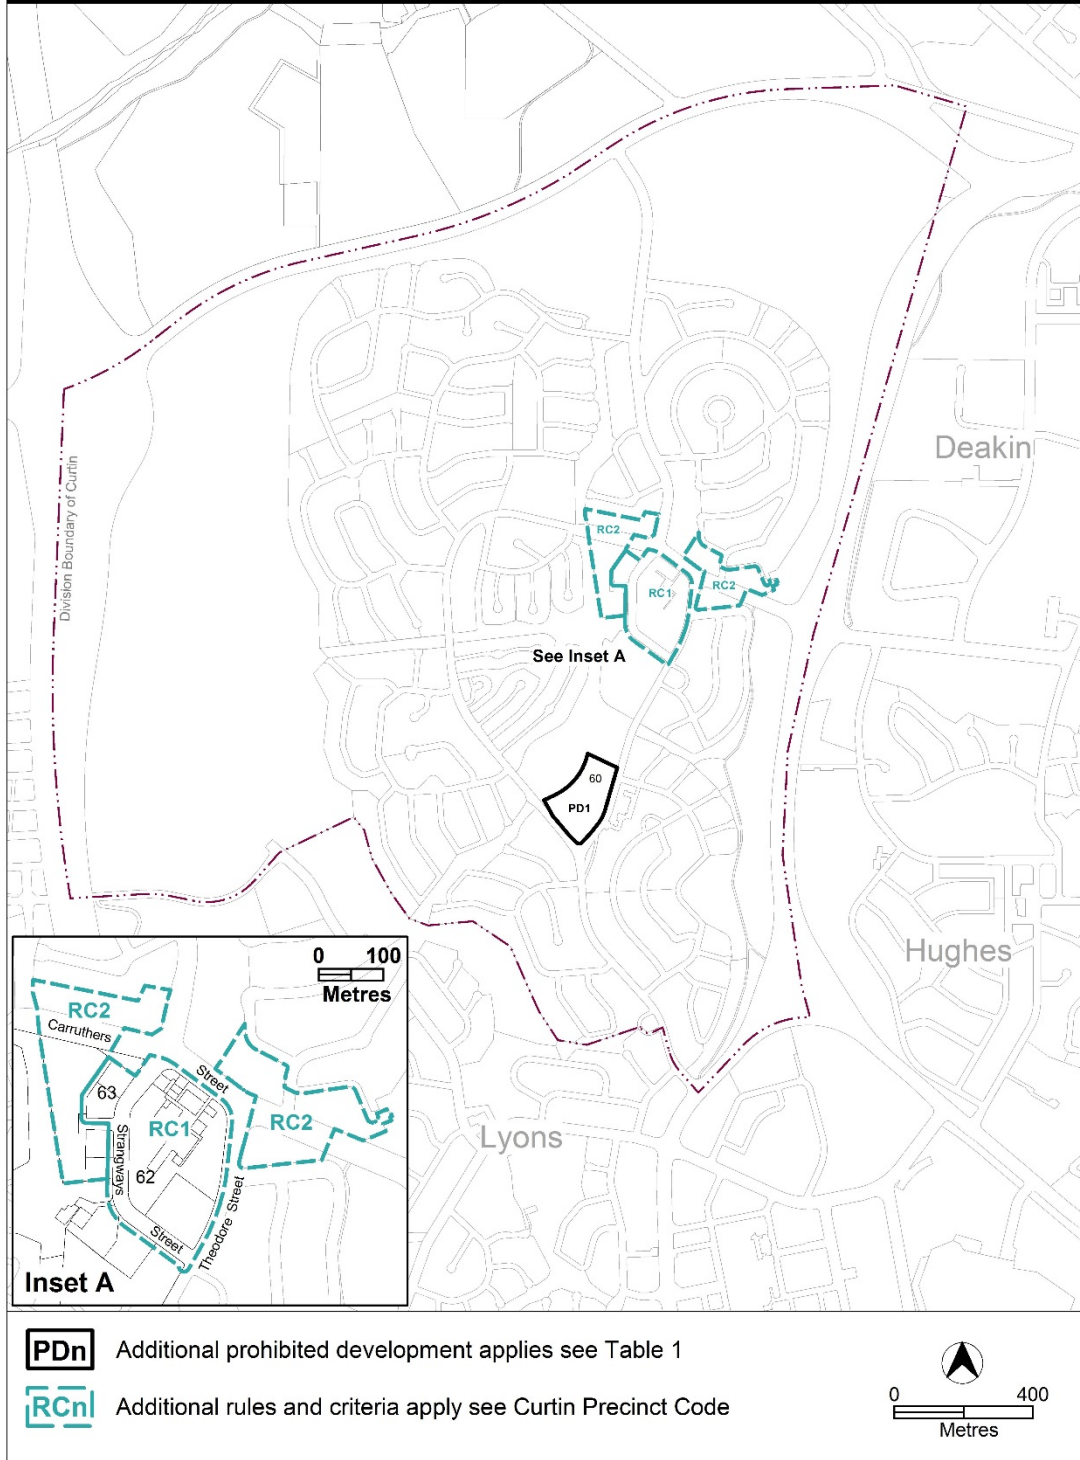 Deakin
Division Boundary of Curtin
RC2
RC1
RC2
See Inset A
60
PD1
Hughes
Lyons
0 100
Metres
RC2
Carruthers
Street
63
RC1
RC2
Strangways
62
Street
Theodore Street
Inset A
PDn Additional prohibited development applies see Table 1
RCn Additional rules and criteria apply see Curtin Precinct Code
0 400
Metres